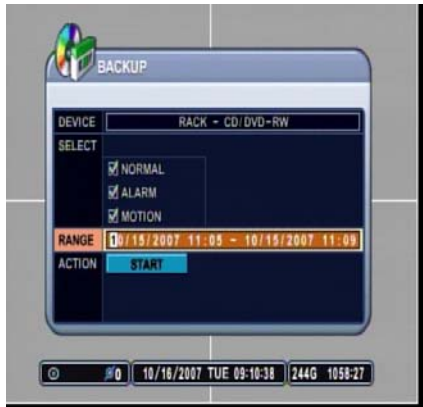 BACKUP
DEVICE RACK - CD/DVD-RW
SELECT
NORMAL
ALARM
MOTION
RANGE 10/15/2007 11:05 - 10/15/2007 11:09
ACTION START
0 10/16/2007 TUE 09:10:38 244G 1058:27